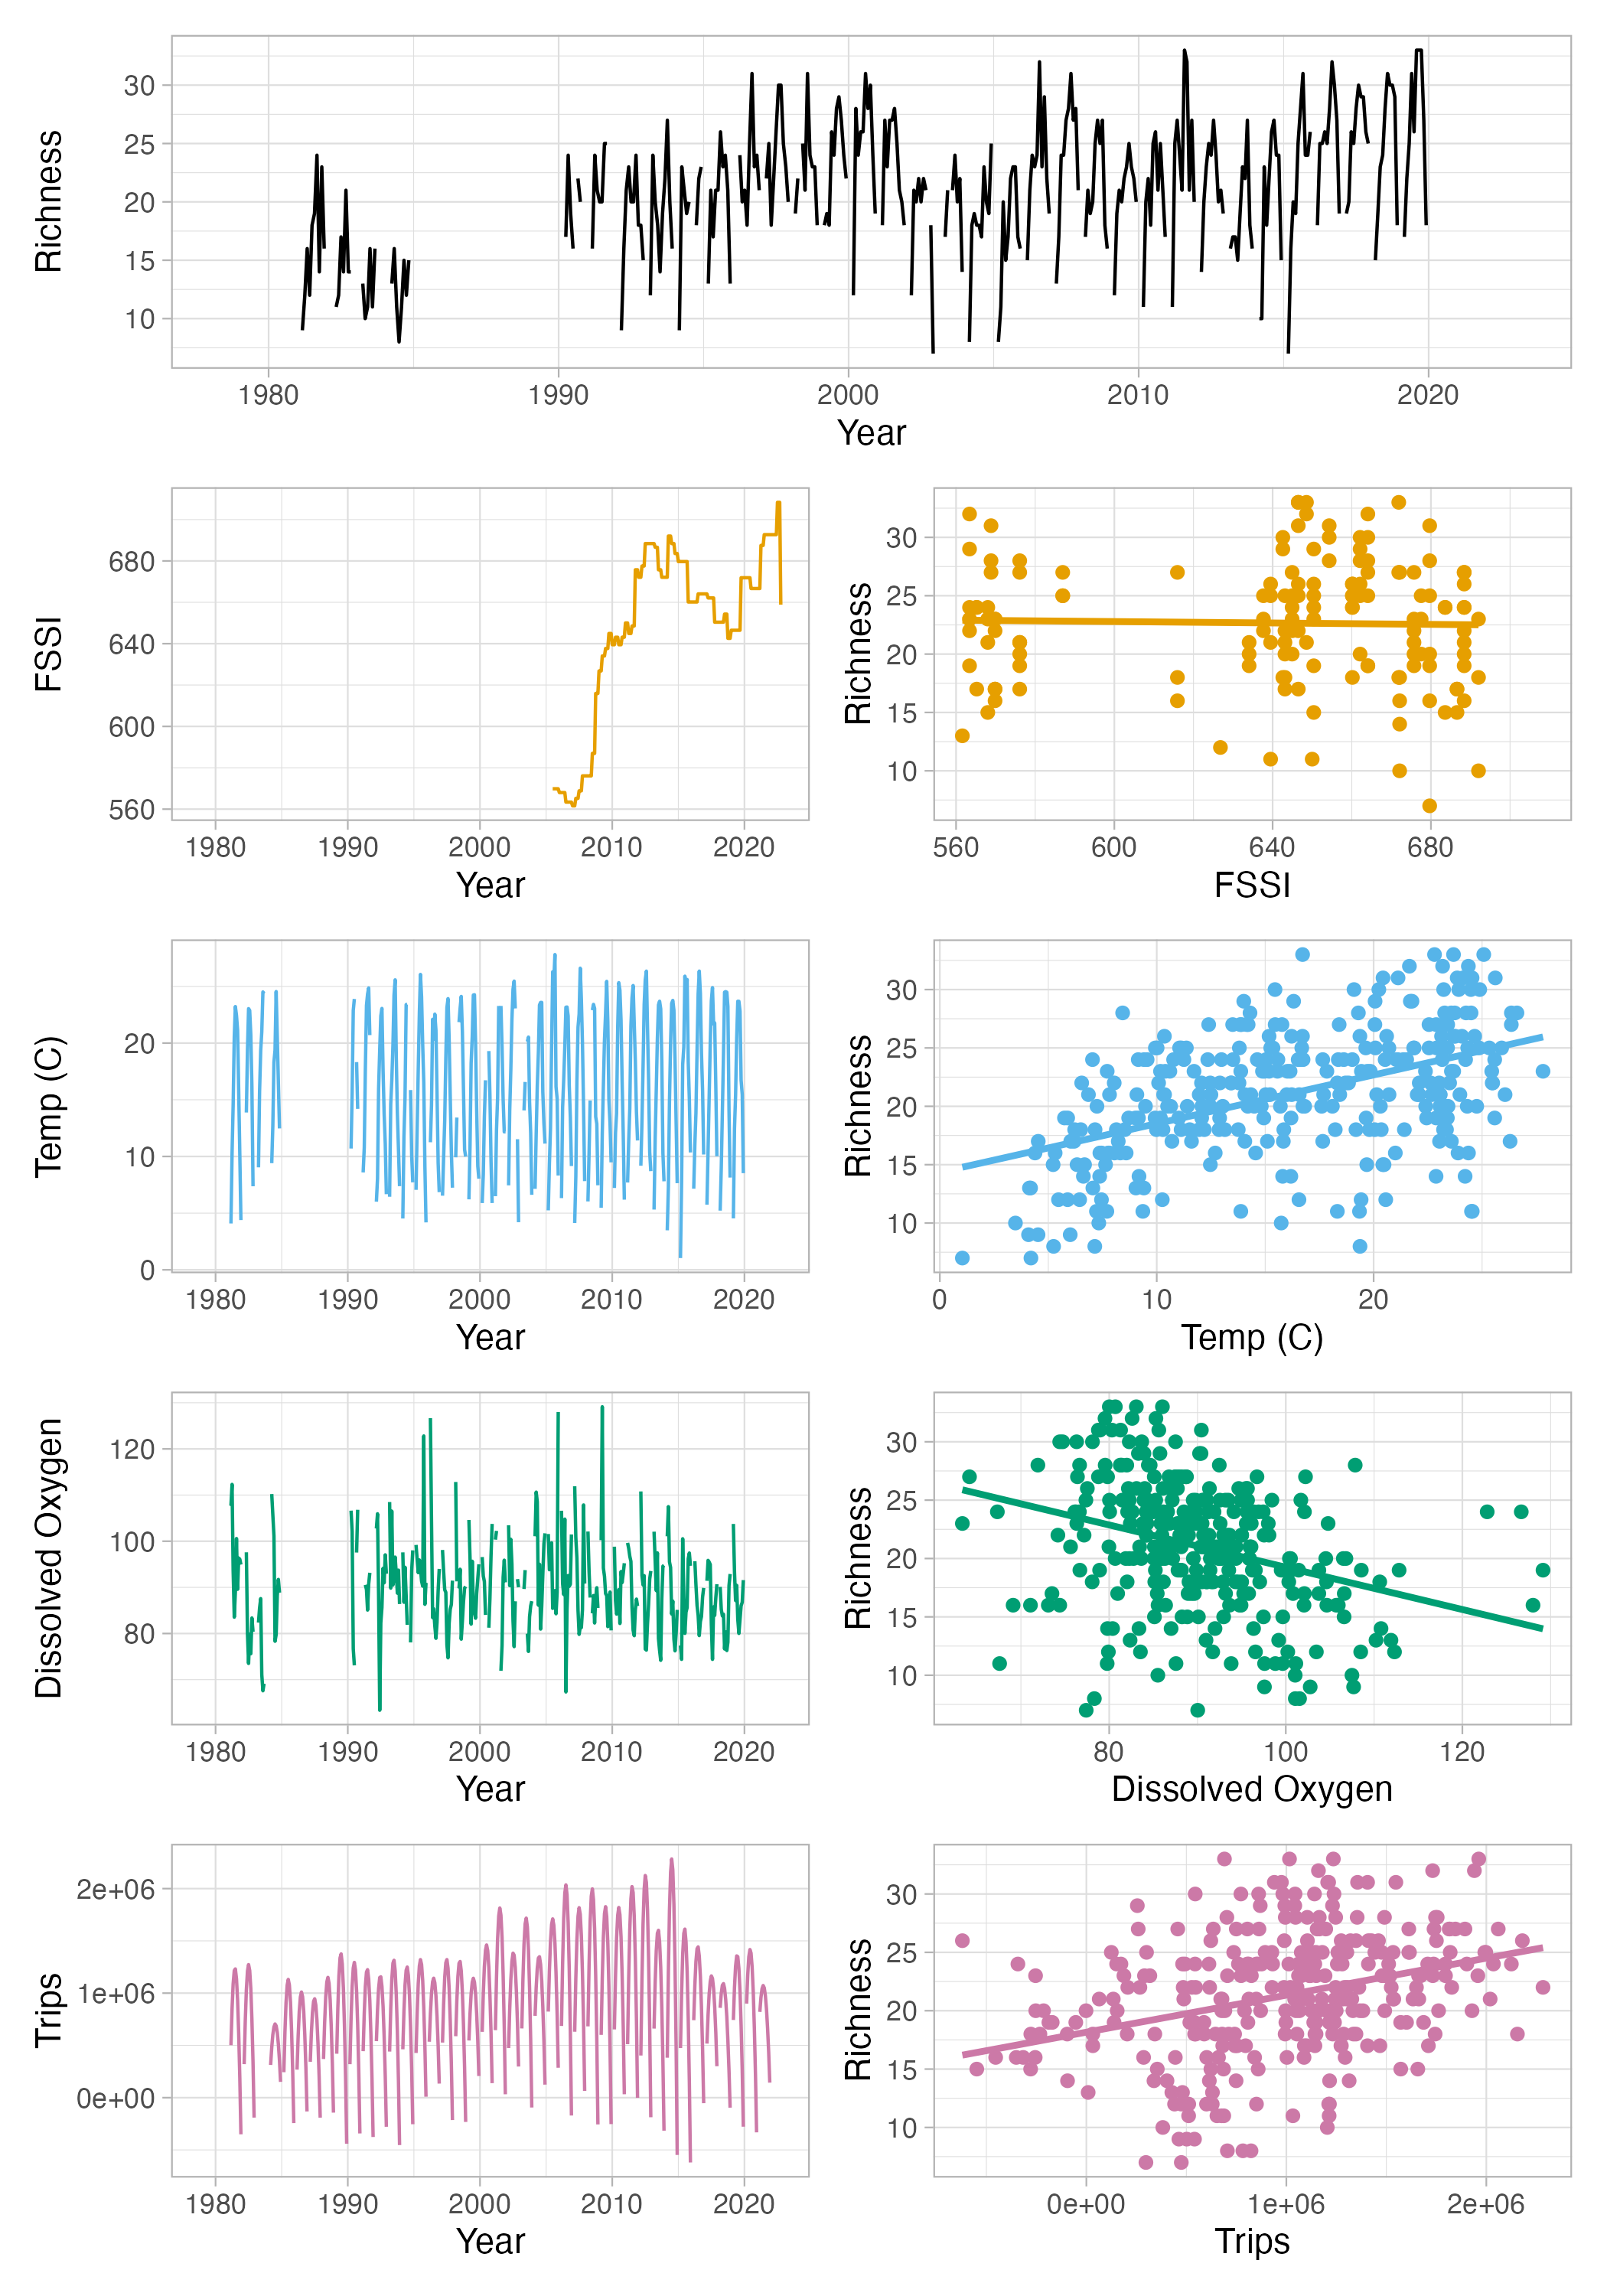 Richness
30
25
20
15
10
1980 1990 2000 2010 2020
Year
FSSI
680
640
600
560
1980 1990 2000 2010 2020
Year
Richness
30
25
20
15
10
560 600 640 680
FSSI
Temp (C)
20
10
0
1980 1990 2000 2010 2020
Year
Richness
30
25
20
15
10
0 10 20
Temp (C)
Dissolved Oxygen
120
100
80
1980 1990 2000 2010 2020
Year
Richness
30
25
20
15
10
80 100 120
Dissolved Oxygen
Trips
2e+06
1e+06
0e+00
1980 1990 2000 2010 2020
Year
Richness
30
25
20
15
10
0e+00 1e+06 2e+06
Trips